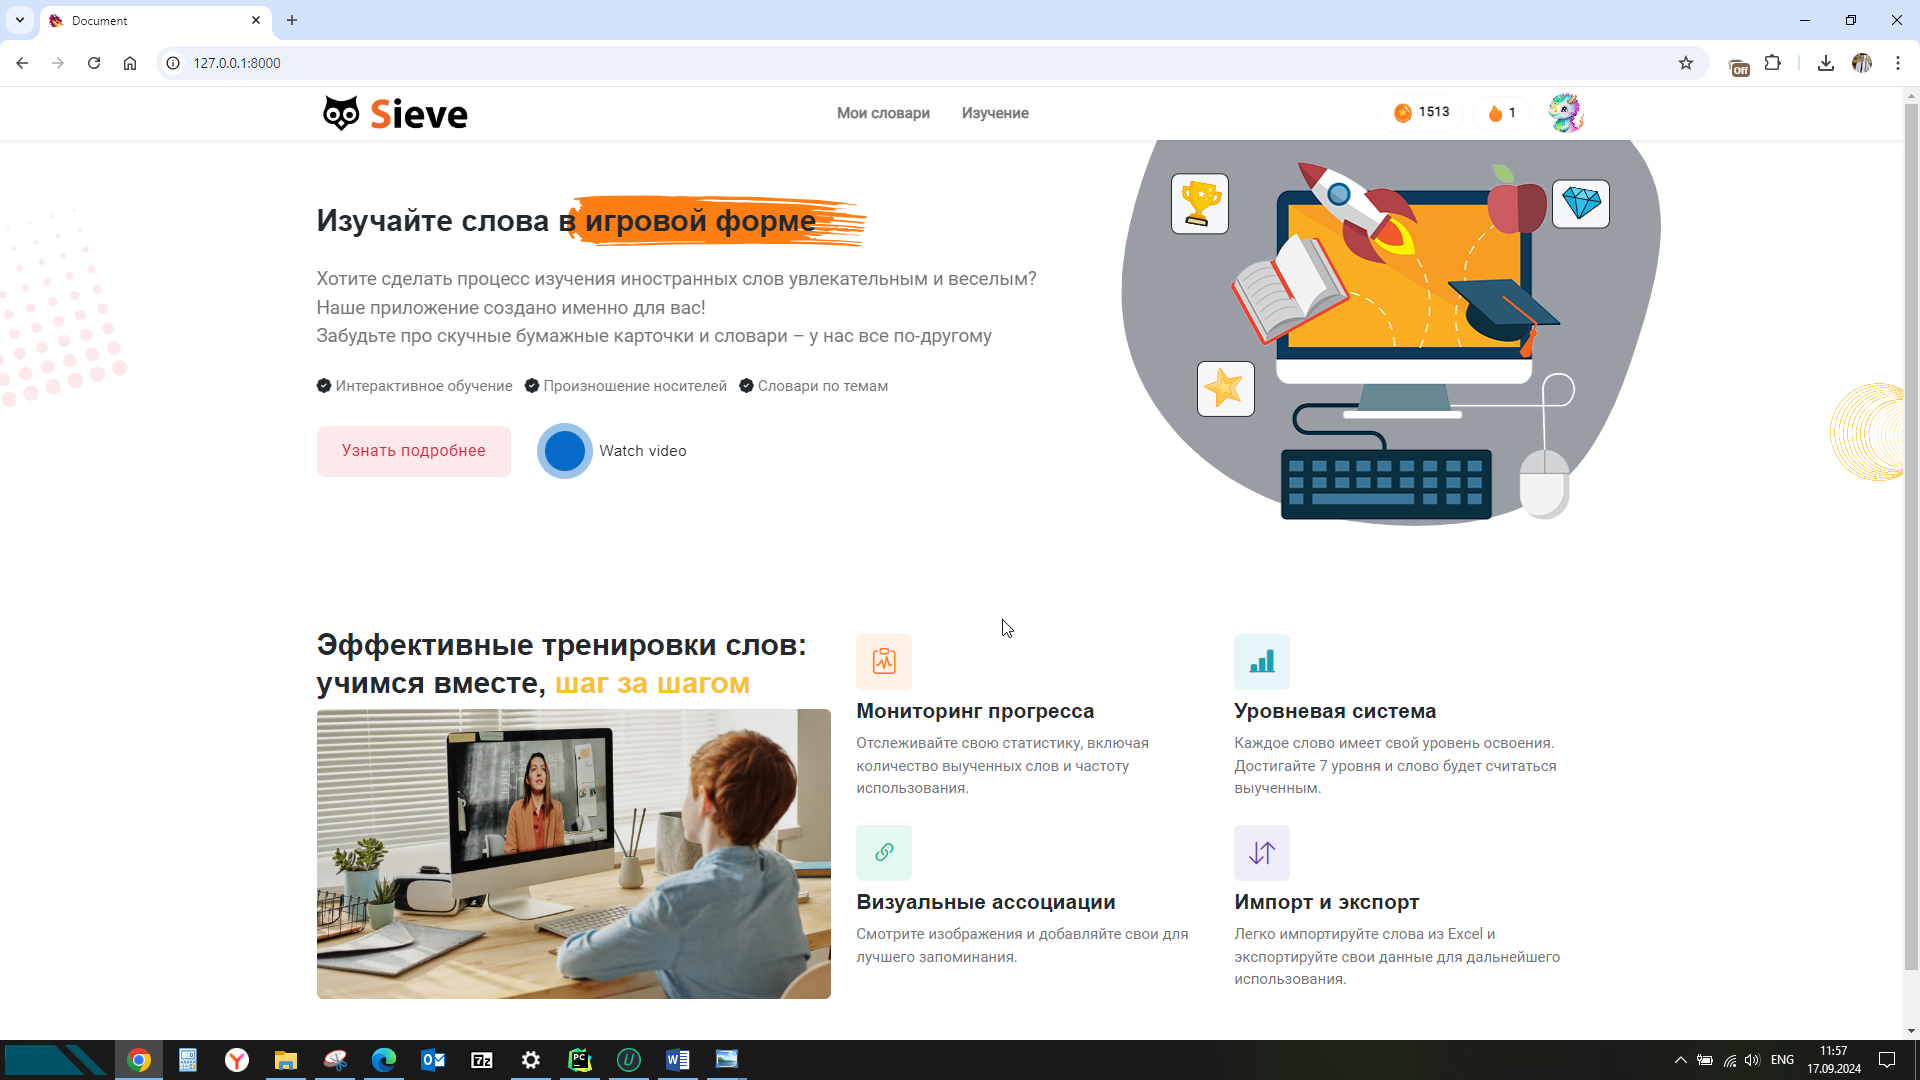 Document
127.0.0.1:8000
Off
Sieve
Мои словари
Изучение
1513
1
Изучайте слова в игровой форме
Хотите сделать процесс изучения иностранных слов увлекательным и веселым?
Наше приложение создано именно для вас!
Забудьте про скучные бумажные карточки и словари – у нас все по-другому
Интерактивное обучение
Произношение носителей
Словари по темам
Узнать подробнее
Watch video
Эффективные тренировки слов:
учимся вместе, шаг за шагом
Мониторинг прогресса
Отслеживайте свою статистику, включая
количество выученных слов и частоту
использования.
Уровневая система
Каждое слово имеет свой уровень освоения.
Достигайте 7 уровня и слово будет считаться
выученным.
Визуальные ассоциации
Смотрите изображения и добавляйте свои для
лучшего запоминания.
Импорт и экспорт
Легко импортируйте слова из Excel и
экспортируйте свои данные для дальнейшего
использования.
7z
PC
ENG
11:57
17.09.2024